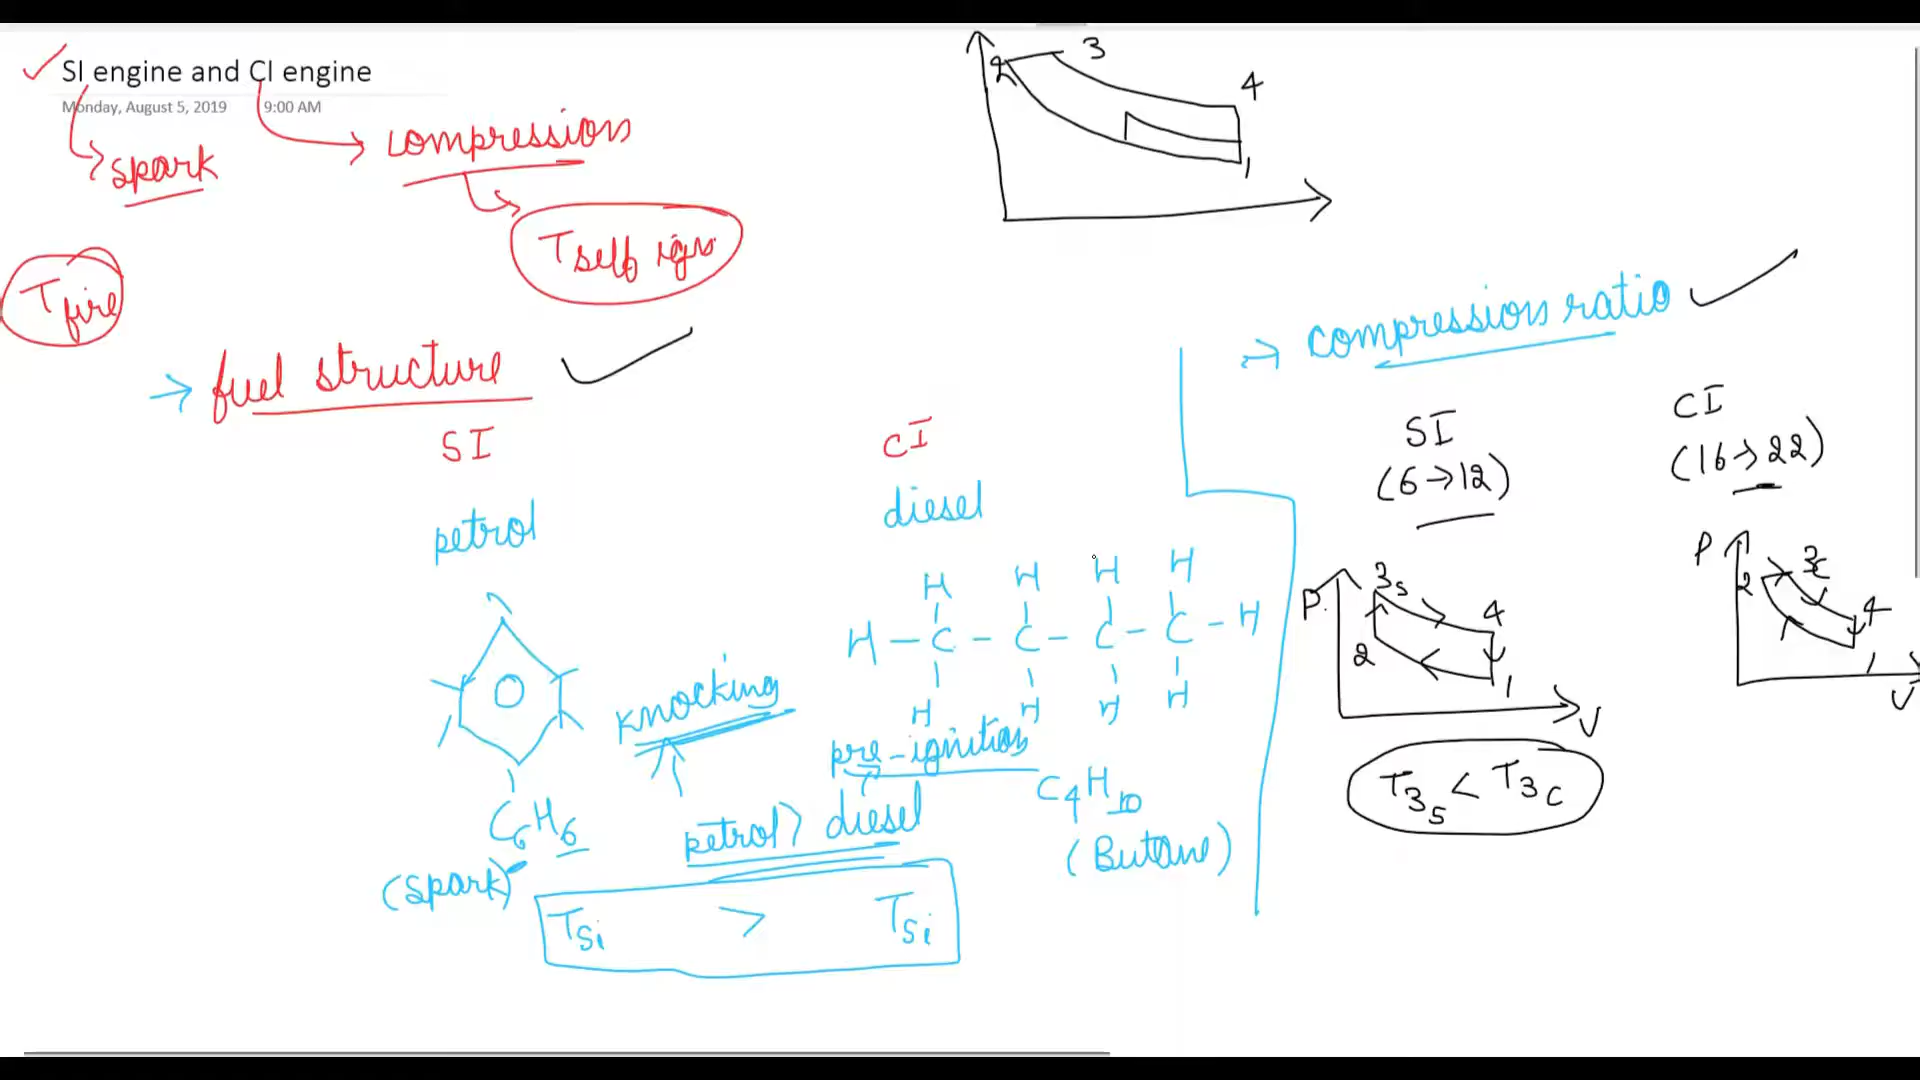 SI engine and CI engine
Monday, August 5, 2019 9:00 AM
spark
compression
T self ign
T fire
2
3
4
1
→ fuel structure
SI
CI
petrol
diesel
H H H H
H - C - C - C - C - H
H H H H
C6H6
(spark)
knocking
pre-ignition
petrol > diesel
C4H10
(Butane)
TSi > TSi
→ compression ratio
SI
CI
(6→12)
(16→22)
P
3s
4
2
1
V
P
2
3c
4
1
V
T3s < T3c